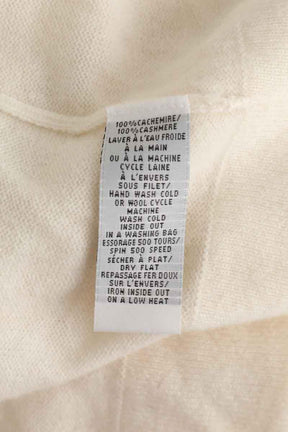 100%CACHEMIRE/
100%CASHMERE
LAVER À L'EAU FROIDE
À LA MAIN
OU À LA MACHINE
CYCLE LAINE
À L'ENVERS
SOUS FILET/
HAND WASH COLD
OR WOOL CYCLE
MACHINE
WASH COLD
INSIDE OUT
IN A WASHING BAG
ESSORAGE 500 TOURS/
SPIN 500 SPEED
SÉCHER À PLAT/
DRY FLAT
REPASSAGE FER DOUX
SUR L'ENVERS/
IRON INSIDE OUT
ON A LOW HEAT